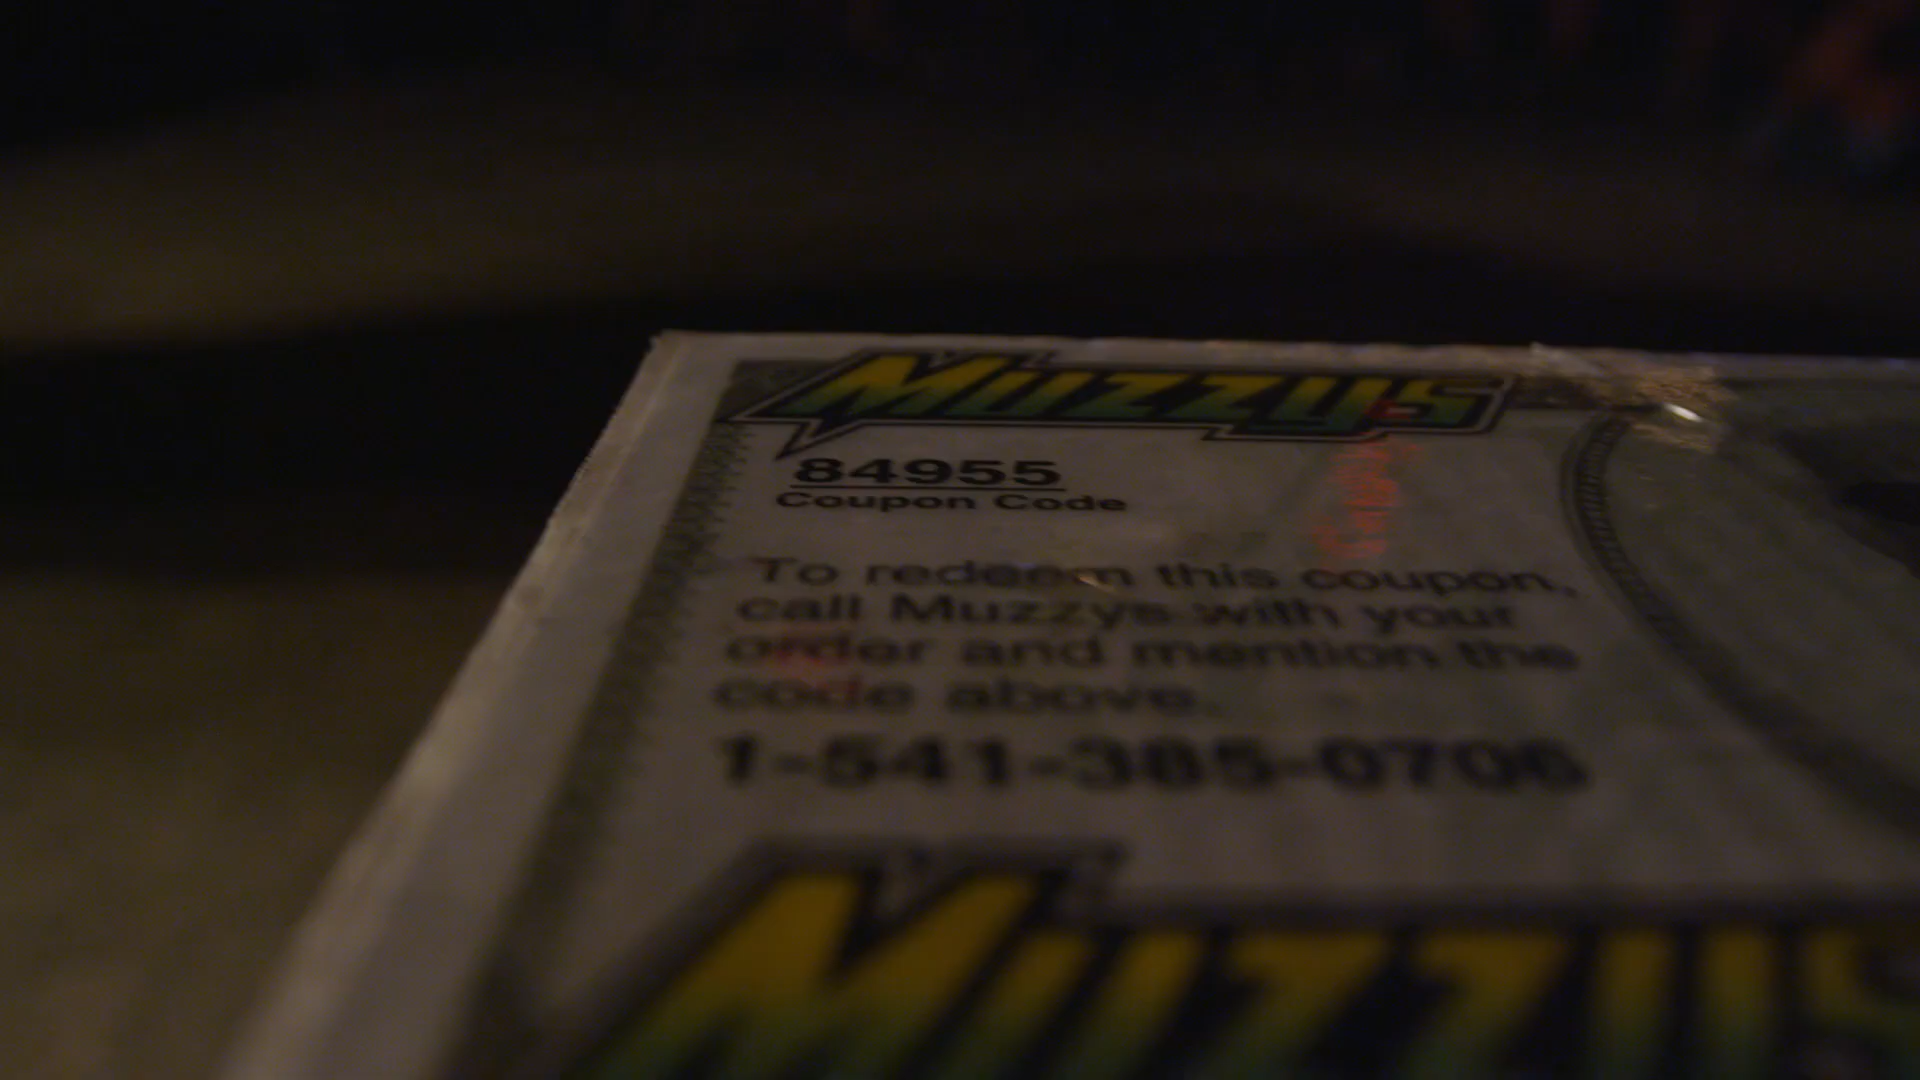 Muzzys
84955
Coupon Code
To redeem this coupon,
call Muzzys with your
order and mention the
code above.
1-541-385-0706
Muzzys